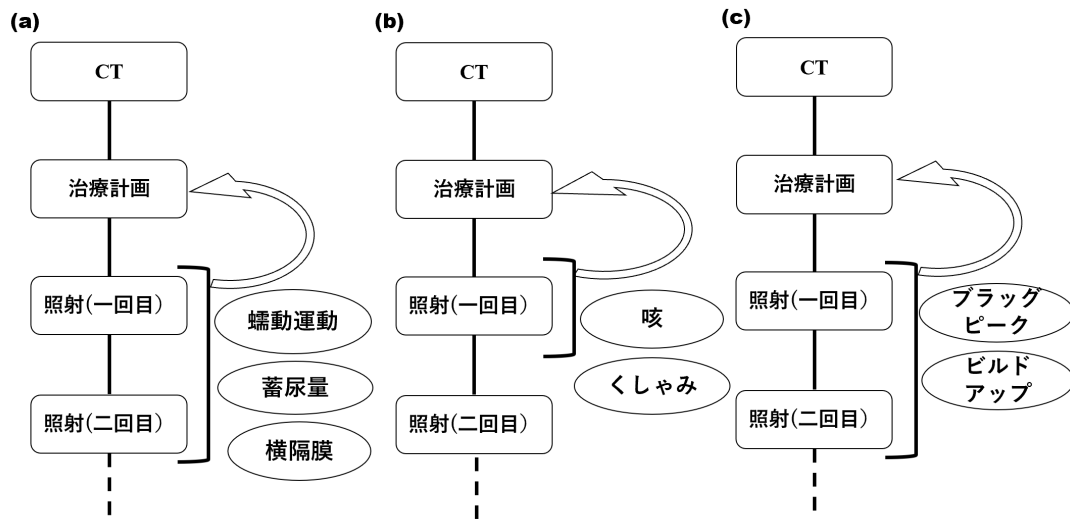 (a)
CT
治療計画
照射(一回目）
蠕動運動
蓄尿量
照射(二回目）
横隔膜
(b)
CT
治療計画
照射(一回目）
咳
くしゃみ
照射(二回目）
(c)
CT
治療計画
照射(一回目）
ブラッグ
ピーク
ビルド
アップ
照射(二回目）